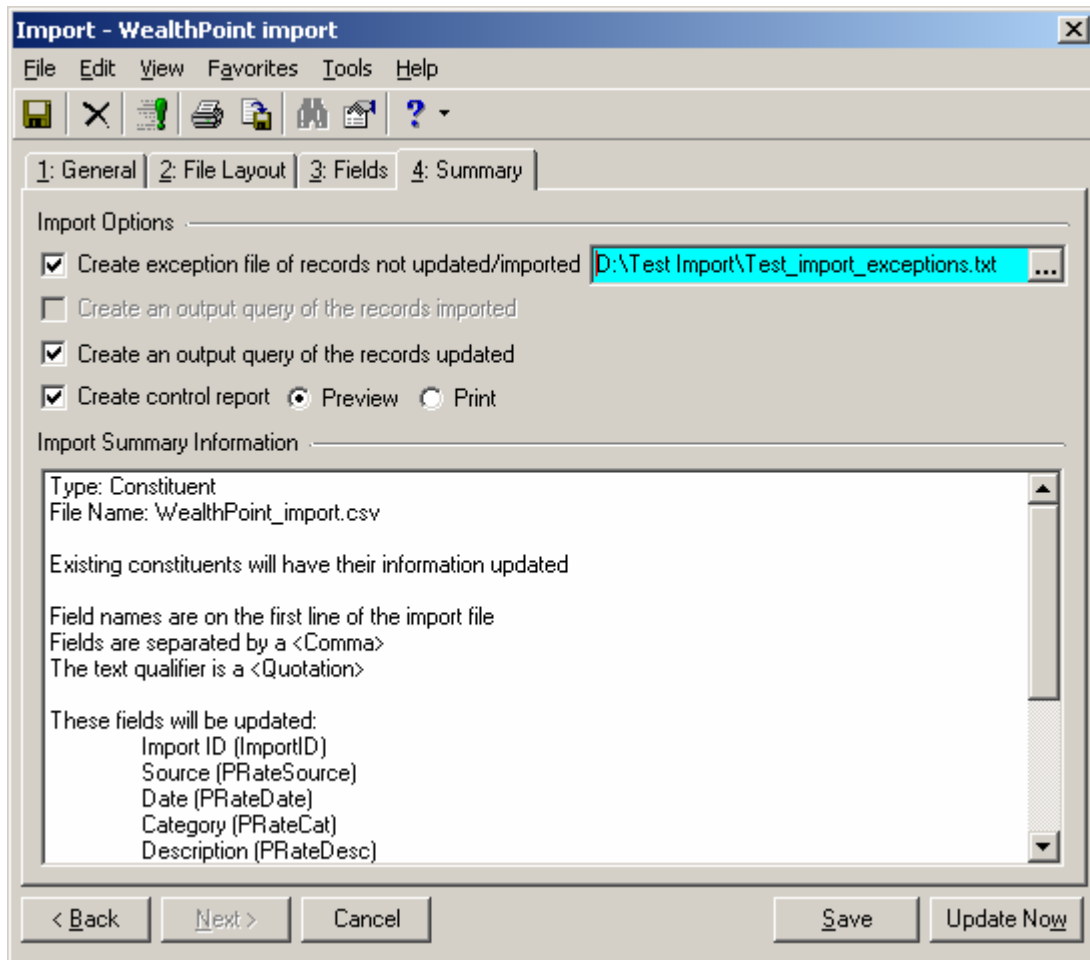 Import - WealthPoint import
File Edit View Favorites Tools Help
1: General 2: File Layout 3: Fields 4: Summary
Import Options
Create exception file of records not updated/imported D:\Test Import\Test_import_exceptions.txt ...
Create an output query of the records imported
Create an output query of the records updated
Create control report Preview Print
Import Summary Information
Type: Constituent
File Name: WealthPoint_import.csv
Existing constituents will have their information updated
Field names are on the first line of the import file
Fields are separated by a <Comma>
The text qualifier is a <Quotation>
These fields will be updated:
Import ID (ImportID)
Source (PRateSource)
Date (PRateDate)
Category (PRateCat)
Description (PRateDesc)
< Back Next > Cancel Save Update Now